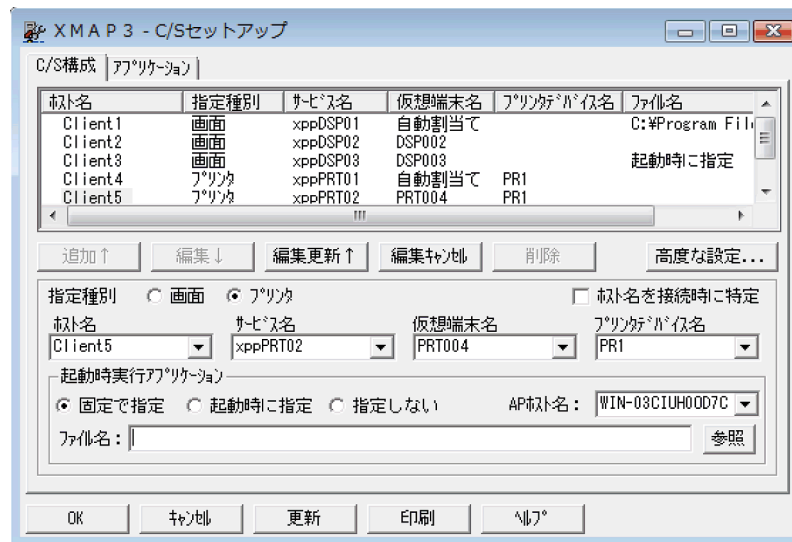 XMAP3 - C/Sセットアップ
C/S構成 ｱﾌﾟﾘｹｰｼｮﾝ
ﾎｽﾄ名 指定種別 ｻｰﾋﾞｽ名 仮想端末名 ﾌﾟﾘﾝﾀﾃﾞﾊﾞｲｽ名 ﾌｧｲﾙ名
Client1 画面 xppDSP01 自動割当て C:¥Program Fil
Client2 画面 xppDSP02 DSP002
Client3 画面 xppDSP03 DSP003 起動時に指定
Client4 ﾌﾟﾘﾝﾀ xppPRT01 自動割当て PR1
Client5 ﾌﾟﾘﾝﾀ xppPRT02 PRT004 PR1
追加↑ 編集↓ 編集更新↑ 編集ｷｬﾝｾﾙ 削除 高度な設定...
指定種別 画面 ﾌﾟﾘﾝﾀ ﾎｽﾄ名を接続時に特定
ﾎｽﾄ名 ｻｰﾋﾞｽ名 仮想端末名 ﾌﾟﾘﾝﾀﾃﾞﾊﾞｲｽ名
Client5 xppPRT02 PRT004 PR1
起動時実行ｱﾌﾟﾘｹｰｼｮﾝ
固定で指定 起動時に指定 指定しない APﾎｽﾄ名： WIN-03CIUHOOD7C
ﾌｧｲﾙ名： 参照
OK ｷｬﾝｾﾙ 更新 印刷 ﾍﾙﾌﾟ